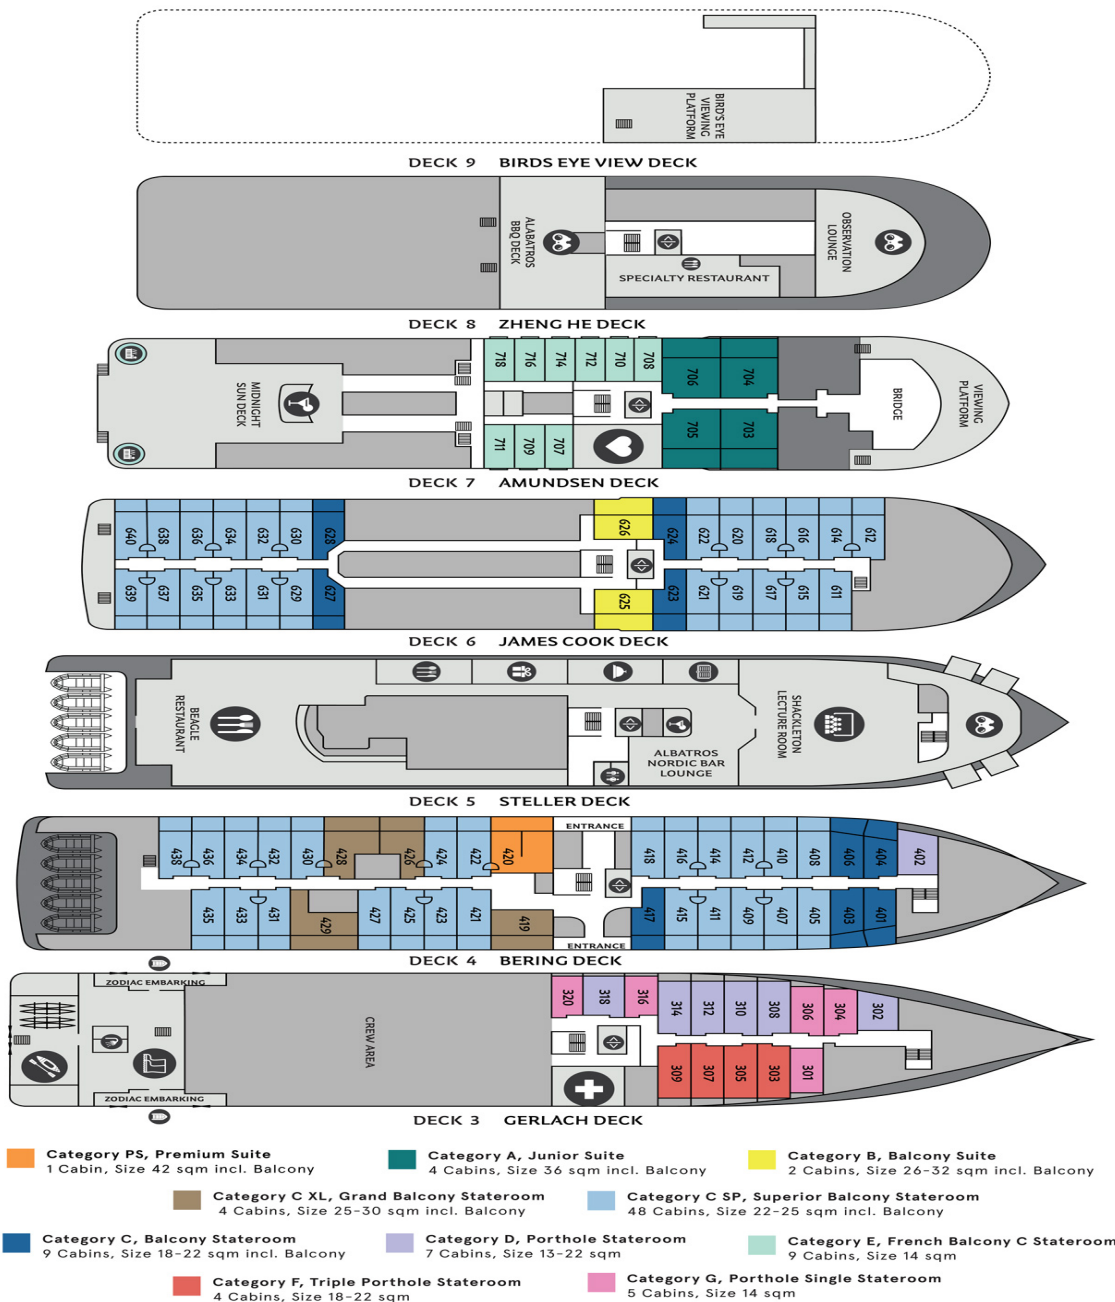 BIRD'S EYE
VIEWING
PLATFORM
DECK 9 BIRDS EYE VIEW DECK
ALABATROS
BBQ DECK
SPECIALTY RESTAURANT
OBSERVATION
LOUNGE
DECK 8 ZHENG HE DECK
MIDNIGHT
SUN DECK
718 716 714 712 710 708 706 704
711 709 707 705 703
BRIDGE
VIEWING
PLATFORM
DECK 7 AMUNDSEN DECK
640 638 636 634 632 630 628 626 624 622 620 618 616 614 612
639 637 635 633 631 629 627 625 623 621 619 617 615 611
DECK 6 JAMES COOK DECK
BEAGLE
RESTAURANT
ALBATROS
NORDIC BAR
LOUNGE
SHACKLETON
LECTURE ROOM
DECK 5 STELLER DECK
ENTRANCE
438 436 434 432 430 428 426 424 422 420 418 416 414 412 410 408 406 404 402
435 433 431 429 427 425 423 421 419 417 415 411 409 407 405 403 401
ENTRANCE
DECK 4 BERING DECK
ZODIAC EMBARKING
CREW AREA
320 318 316 314 312 310 308 306 304 302
309 307 305 303 301
ZODIAC EMBARKING
DECK 3 GERLACH DECK
Category PS, Premium Suite
1 Cabin, Size 42 sqm incl. Balcony
Category A, Junior Suite
4 Cabins, Size 36 sqm incl. Balcony
Category B, Balcony Suite
2 Cabins, Size 26-32 sqm incl. Balcony
Category C XL, Grand Balcony Stateroom
4 Cabins, Size 25-30 sqm incl. Balcony
Category C SP, Superior Balcony Stateroom
48 Cabins, Size 22-25 sqm incl. Balcony
Category C, Balcony Stateroom
9 Cabins, Size 18-22 sqm incl. Balcony
Category D, Porthole Stateroom
7 Cabins, Size 13-22 sqm
Category E, French Balcony C Stateroom
9 Cabins, Size 14 sqm
Category F, Triple Porthole Stateroom
4 Cabins, Size 18-22 sqm
Category G, Porthole Single Stateroom
5 Cabins, Size 14 sqm